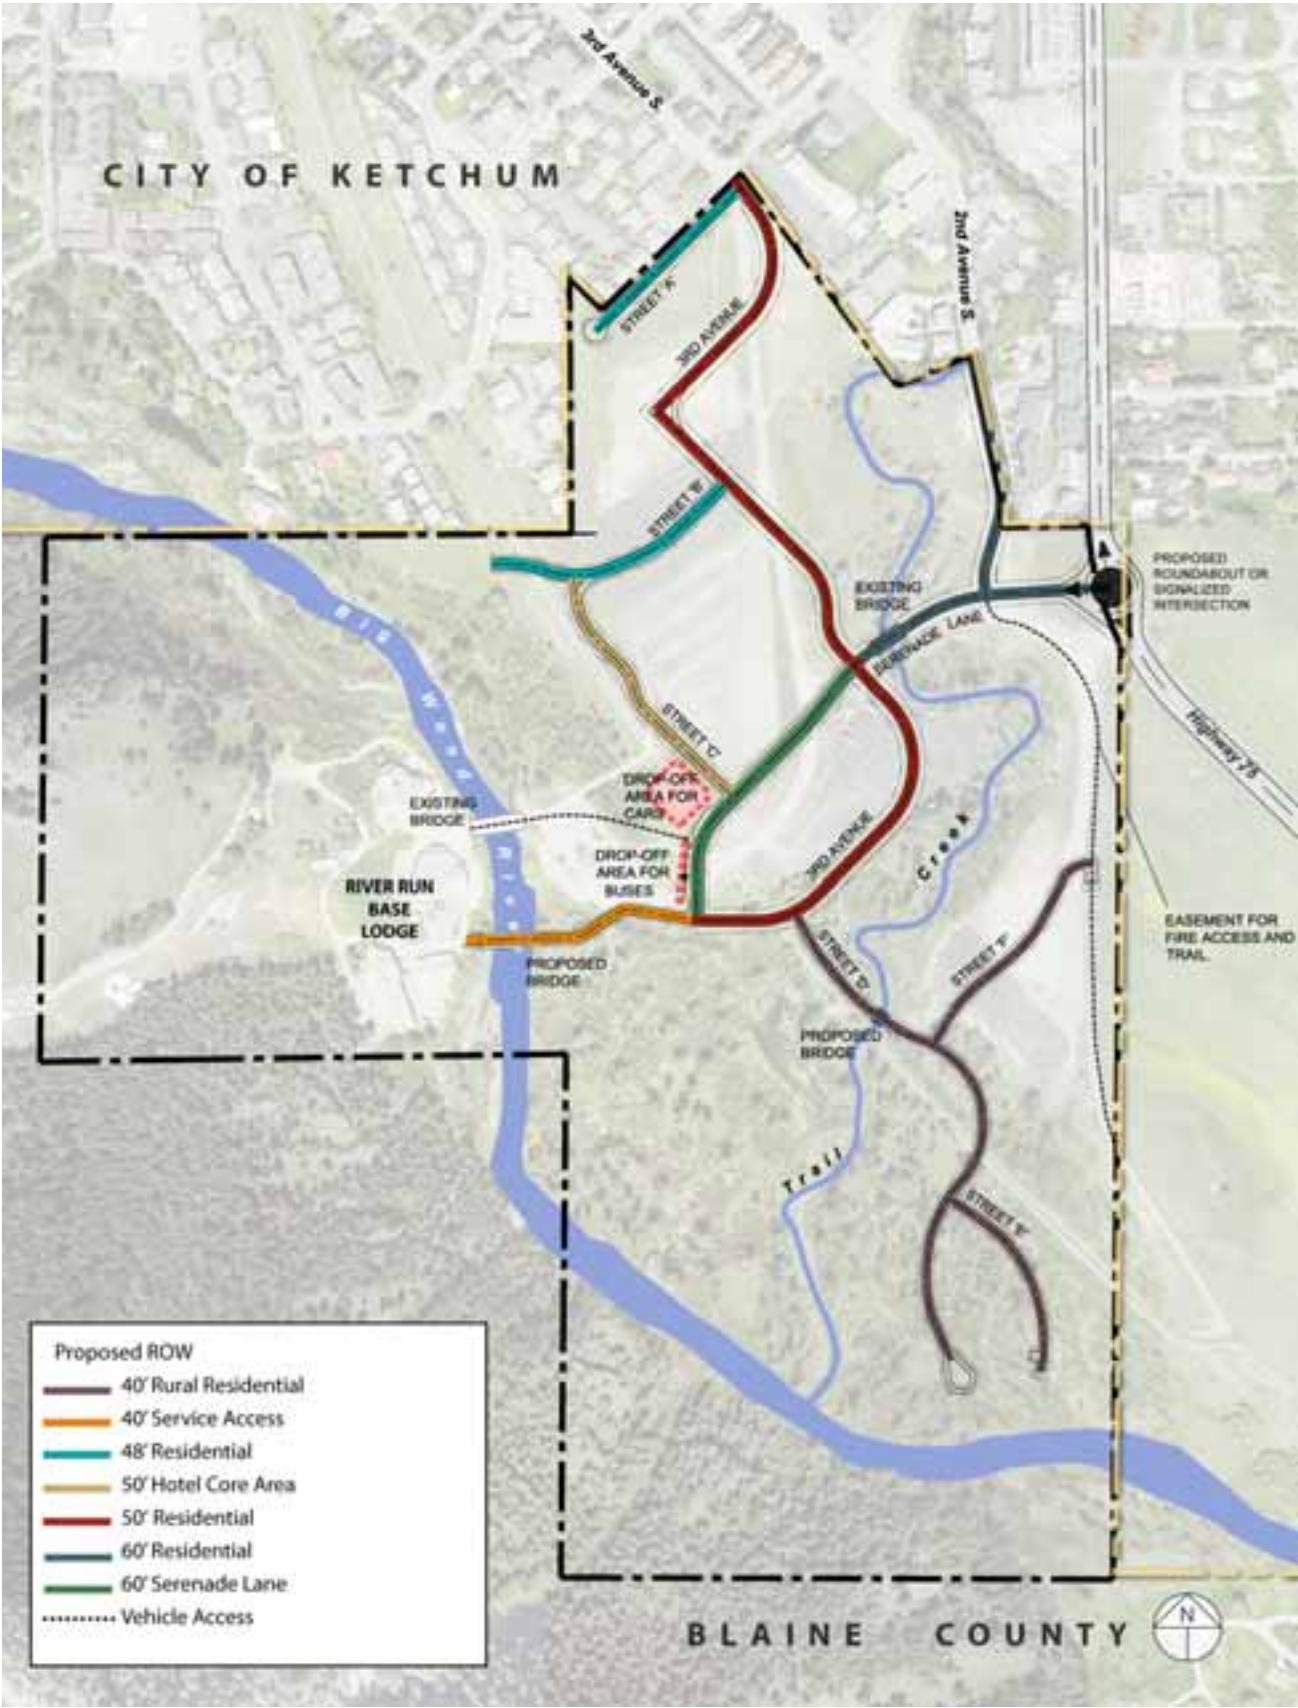 3rd Avenue S.
CITY OF KETCHUM
2nd Avenue S.
STREET 'A'
3RD AVENUE
STREET 'B'
EXISTING
BRIDGE
PROPOSED
ROUNDABOUT OR
SIGNALIZED
INTERSECTION
SERENADE LANE
Big Wood River
STREET 'C'
Highway 75
DROP-OFF
AREA FOR
CARS
EXISTING
BRIDGE
DROP-OFF
AREA FOR
BUSES
3RD AVENUE
Creek
RIVER RUN
BASE
LODGE
EASEMENT FOR
FIRE ACCESS AND
TRAIL.
PROPOSED
BRIDGE
STREET 'D'
STREET 'F'
PROPOSED
BRIDGE
Trail
STREET 'E'
Proposed ROW
40' Rural Residential
40' Service Access
48' Residential
50' Hotel Core Area
50' Residential
60' Residential
60' Serenade Lane
Vehicle Access
BLAINE COUNTY
N